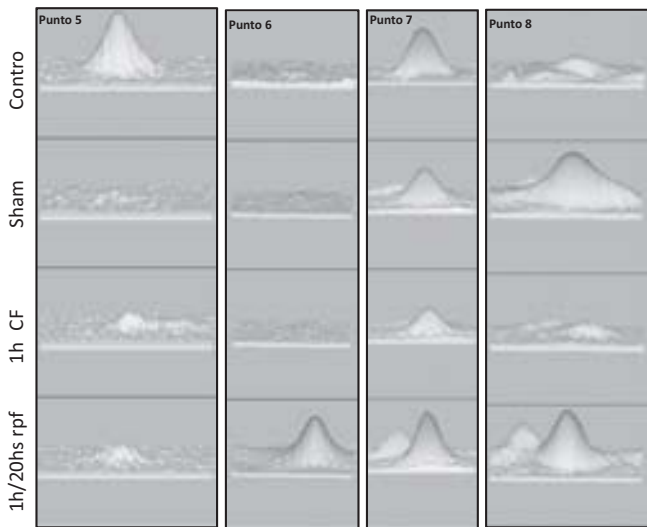 Punto 5
Punto 6
Punto 7
Punto 8
Contro
Sham
1h CF
1h/20hs rpf